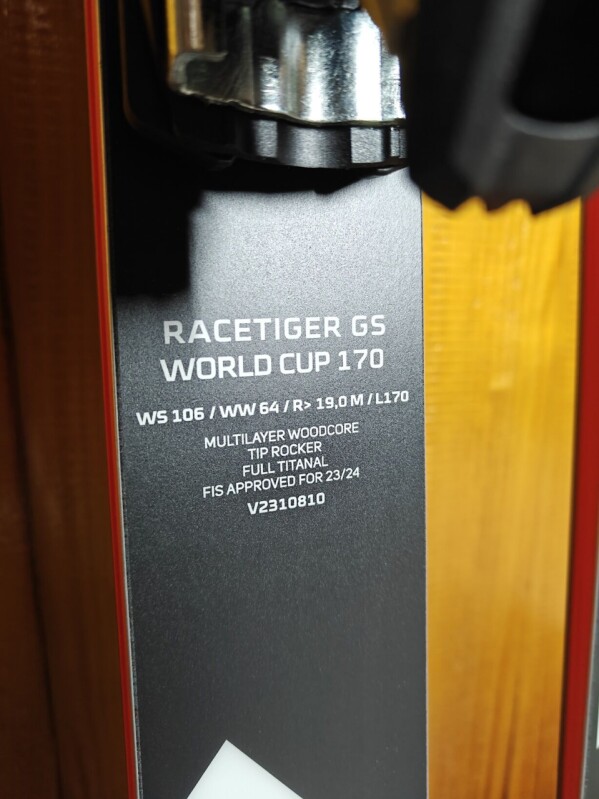 RACETIGER GS
WORLD CUP 170
WS 106 / WW 64 / R> 19,0 M / L170
MULTILAYER WOODCORE
TIP ROCKER
FULL TITANAL
FIS APPROVED FOR 23/24
V2310810